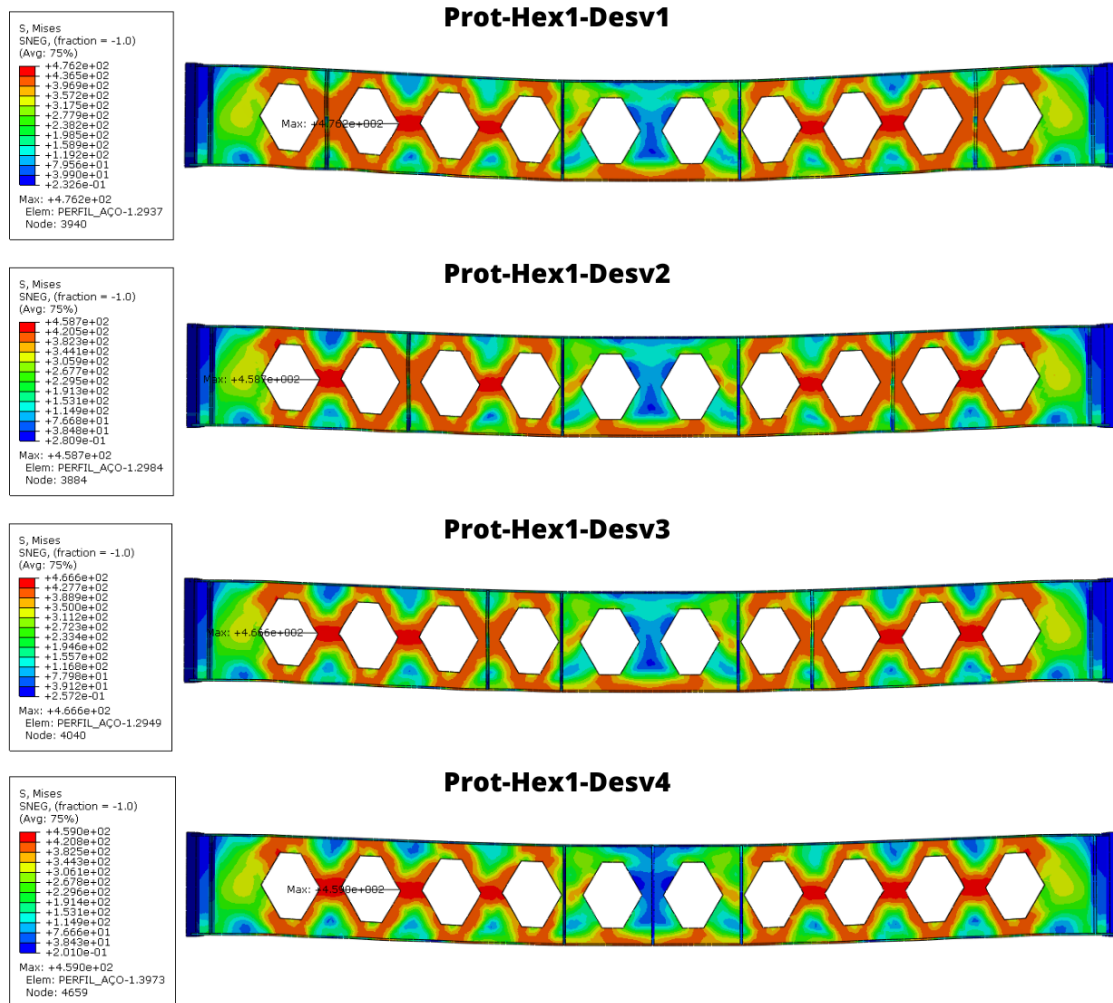 Prot-Hex1-Desv1
S, Mises
SNEG, (fraction = -1.0)
(Avg: 75%)
+4.762e+02
+4.365e+02
+3.969e+02
+3.572e+02
+3.175e+02
+2.779e+02
+2.382e+02
+1.985e+02
+1.589e+02
+1.192e+02
+7.956e+01
+3.990e+01
+2.326e-01
Max: +4.762e+02
Elem: PERFIL_AÇO-1.2937
Node: 3940
Max: +4.762e+002
Prot-Hex1-Desv2
S, Mises
SNEG, (fraction = -1.0)
(Avg: 75%)
+4.587e+02
+4.205e+02
+3.823e+02
+3.441e+02
+3.059e+02
+2.677e+02
+2.295e+02
+1.913e+02
+1.531e+02
+1.149e+02
+7.668e+01
+3.848e+01
+2.809e-01
Max: +4.587e+02
Elem: PERFIL_AÇO-1.2984
Node: 3884
Max: +4.587e+002
Prot-Hex1-Desv3
S, Mises
SNEG, (fraction = -1.0)
(Avg: 75%)
+4.666e+02
+4.277e+02
+3.889e+02
+3.500e+02
+3.112e+02
+2.723e+02
+2.334e+02
+1.946e+02
+1.557e+02
+1.168e+02
+7.798e+01
+3.912e+01
+2.572e-01
Max: +4.666e+02
Elem: PERFIL_AÇO-1.2949
Node: 4040
Max: +4.666e+002
Prot-Hex1-Desv4
S, Mises
SNEG, (fraction = -1.0)
(Avg: 75%)
+4.590e+02
+4.208e+02
+3.825e+02
+3.443e+02
+3.061e+02
+2.678e+02
+2.296e+02
+1.914e+02
+1.531e+02
+1.149e+02
+7.666e+01
+3.843e+01
+2.010e-01
Max: +4.590e+02
Elem: PERFIL_AÇO-1.3973
Node: 4659
Max: +4.590e+002